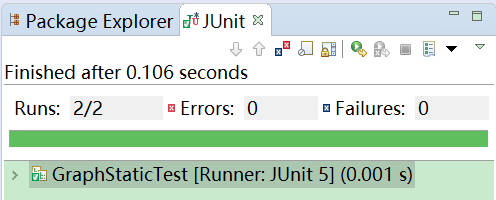 Package Explorer JUnit
Finished after 0.106 seconds
Runs: 2/2 Errors: 0 Failures: 0
GraphStaticTest [Runner: JUnit 5] (0.001 s)